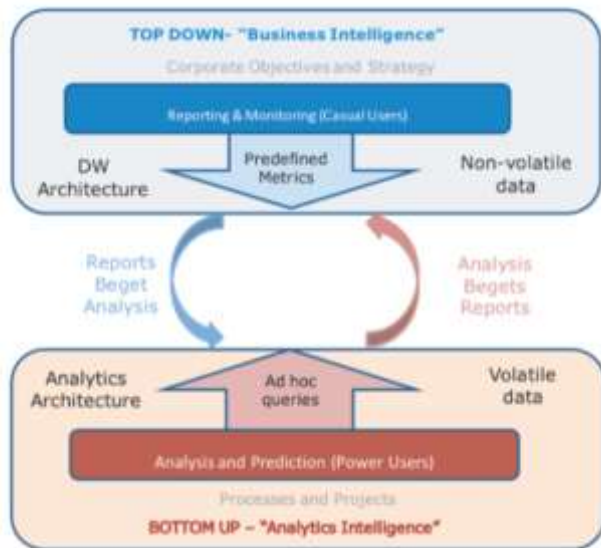 TOP DOWN- "Business Intelligence"
Corporate Objectives and Strategy
Reporting & Monitoring (Casual Users)
DW
Architecture
Predefined
Metrics
Non-volatile
data
Reports
Beget
Analysis
Analysis
Begets
Reports
Analytics
Architecture
Ad hoc
queries
Volatile
data
Analysis and Prediction (Power Users)
Processes and Projects
BOTTOM UP – "Analytics Intelligence"